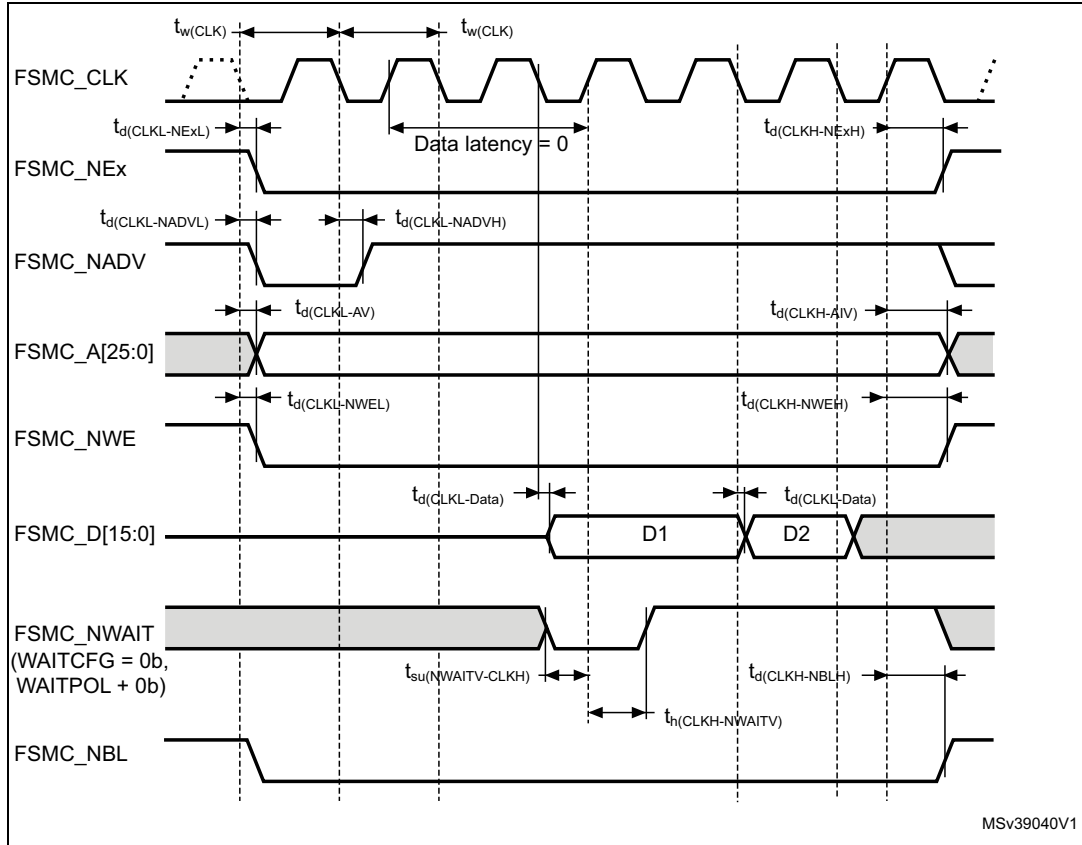 tw(CLK) tw(CLK)
FSMC_CLK
td(CLKL-NExL) Data latency = 0 td(CLKH-NExH)
FSMC_NEx
td(CLKL-NADVL) td(CLKL-NADVH)
FSMC_NADV
td(CLKL-AV) td(CLKH-AIV)
FSMC_A[25:0]
td(CLKL-NWEL) td(CLKH-NWEH)
FSMC_NWE
td(CLKL-Data) td(CLKL-Data)
FSMC_D[15:0] D1 D2
FSMC_NWAIT
(WAITCFG = 0b,
WAITPOL + 0b)
tsu(NWAITV-CLKH) td(CLKH-NBLH)
th(CLKH-NWAITV)
FSMC_NBL
MSv39040V1